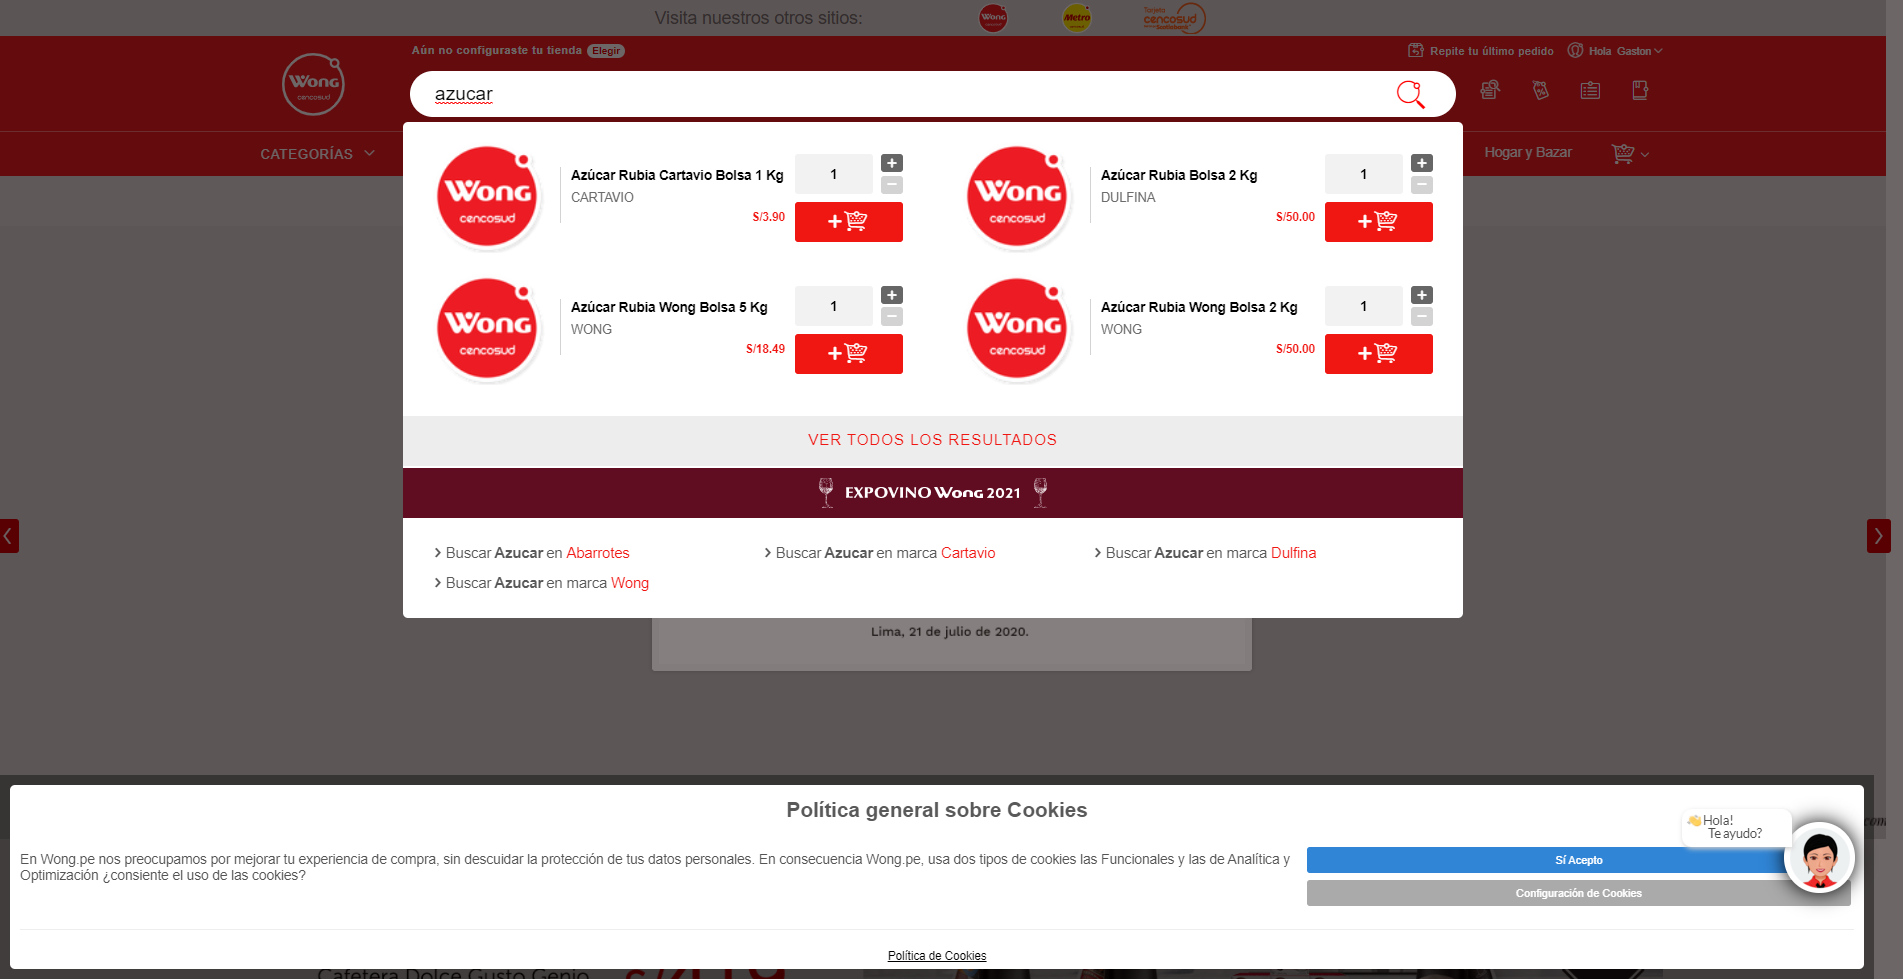 Visita nuestros otros sitios:
Wong
Metro
Tarjeta
cencosud
Scotiabank
Aún no configuraste tu tienda Elegir
Repite tu último pedido
Hola Gaston
Wong
cencosud
azucar
CATEGORÍAS
Hogar y Bazar
Wong
cencosud
Azúcar Rubia Cartavio Bolsa 1 Kg
CARTAVIO
S/3.90
1
+
−
+
Wong
cencosud
Azúcar Rubia Bolsa 2 Kg
DULFINA
S/50.00
1
+
−
+
Wong
cencosud
Azúcar Rubia Wong Bolsa 5 Kg
WONG
S/18.49
1
+
−
+
Wong
cencosud
Azúcar Rubia Wong Bolsa 2 Kg
WONG
S/50.00
1
+
−
+
VER TODOS LOS RESULTADOS
EXPOVINO Wong 2021
Buscar Azucar en Abarrotes
Buscar Azucar en marca Cartavio
Buscar Azucar en marca Dulfina
Buscar Azucar en marca Wong
Lima, 21 de julio de 2020.
Política general sobre Cookies
Hola!
Te ayudo?
.com
En Wong.pe nos preocupamos por mejorar tu experiencia de compra, sin descuidar la protección de tus datos personales. En consecuencia Wong.pe, usa dos tipos de cookies las Funcionales y las de Analítica y
Optimización ¿consiente el uso de las cookies?
Sí Acepto
Configuración de Cookies
Política de Cookies
Cafetera Dolce Gusto Genio